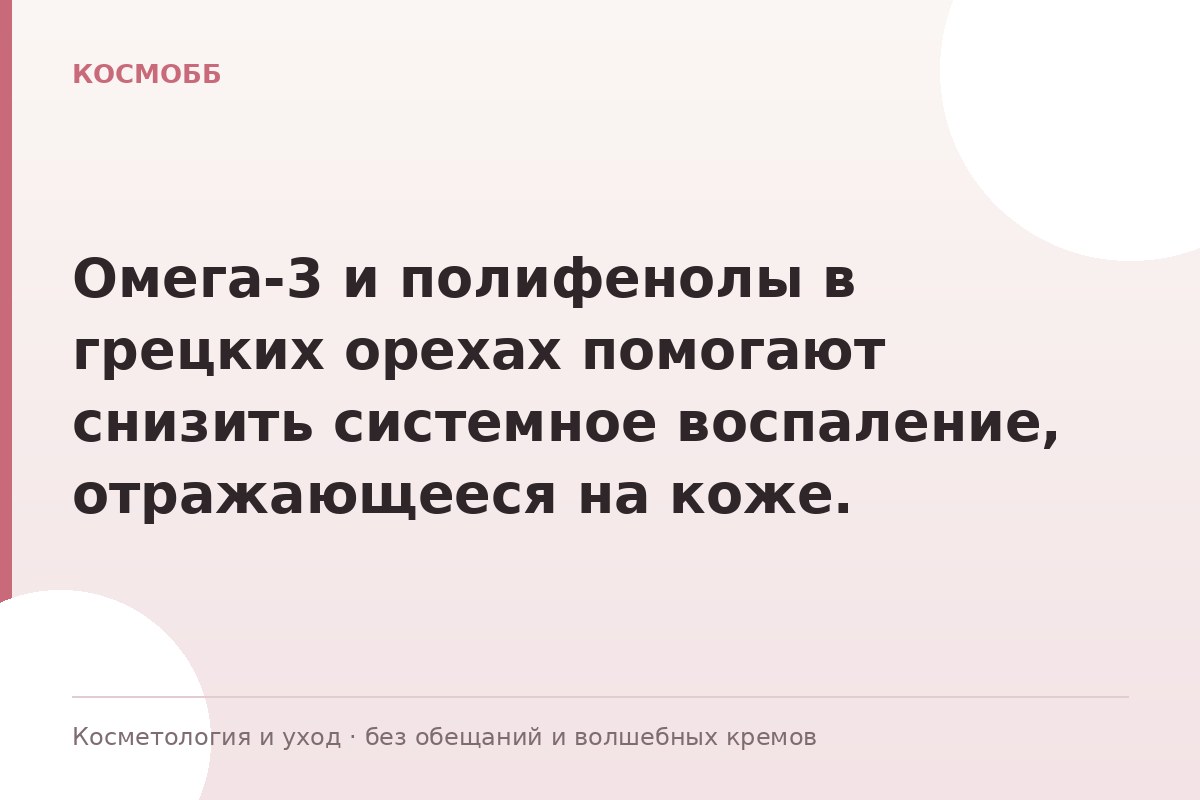 КОСМОББ
Омега-3 и полифенолы в
грецких орехах помогают
снизить системное воспаление,
отражающееся на коже.
Косметология и уход · без обещаний и волшебных кремов